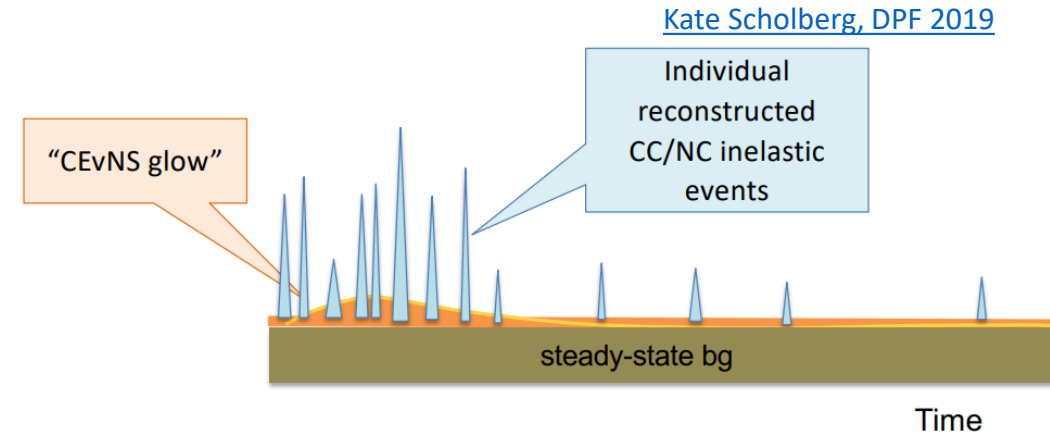 Kate Scholberg, DPF 2019
Individual
reconstructed
CC/NC inelastic
events
“CEvNS glow”
steady-state bg
Time